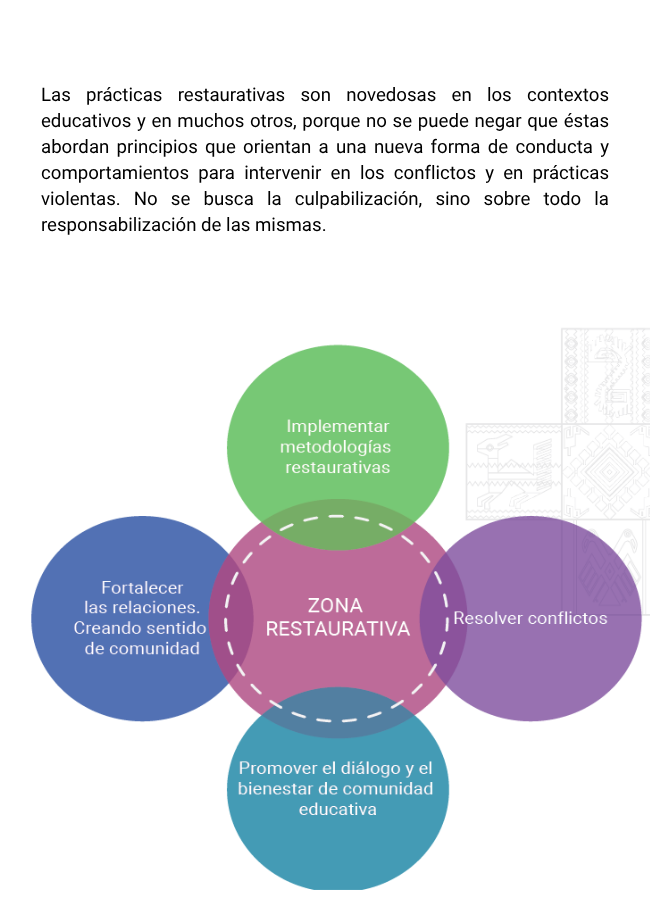 Las prácticas restaurativas son novedosas en los contextos
educativos y en muchos otros, porque no se puede negar que éstas
abordan principios que orientan a una nueva forma de conducta y
comportamientos para intervenir en los conflictos y en prácticas
violentas. No se busca la culpabilización, sino sobre todo la
responsabilización de las mismas.
Implementar
metodologías
restaurativas
Fortalecer
las relaciones.
Creando sentido
de comunidad
ZONA
RESTAURATIVA
Resolver conflictos
Promover el diálogo y el
bienestar de comunidad
educativa